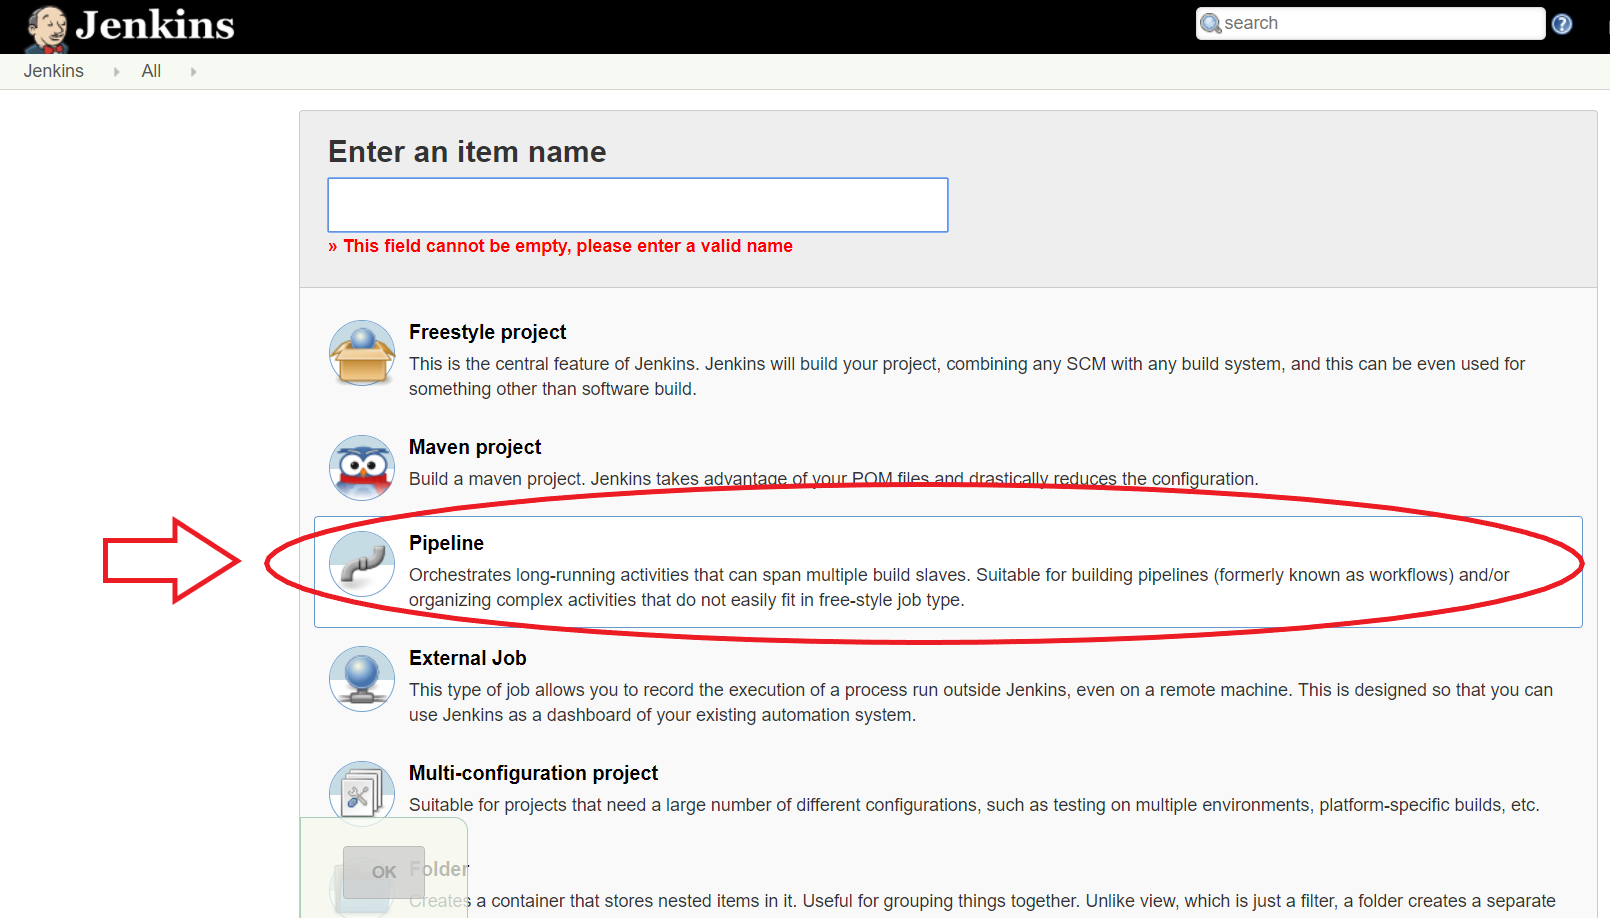 Jenkins
search
Jenkins
All
Enter an item name
» This field cannot be empty, please enter a valid name
Freestyle project
This is the central feature of Jenkins. Jenkins will build your project, combining any SCM with any build system, and this can be even used for
something other than software build.
Maven project
Build a maven project. Jenkins takes advantage of your POM files and drastically reduces the configuration.
Pipeline
Orchestrates long-running activities that can span multiple build slaves. Suitable for building pipelines (formerly known as workflows) and/or
organizing complex activities that do not easily fit in free-style job type.
External Job
This type of job allows you to record the execution of a process run outside Jenkins, even on a remote machine. This is designed so that you can
use Jenkins as a dashboard of your existing automation system.
Multi-configuration project
Suitable for projects that need a large number of different configurations, such as testing on multiple environments, platform-specific builds, etc.
OK
Folder
Creates a container that stores nested items in it. Useful for grouping things together. Unlike view, which is just a filter, a folder creates a separate